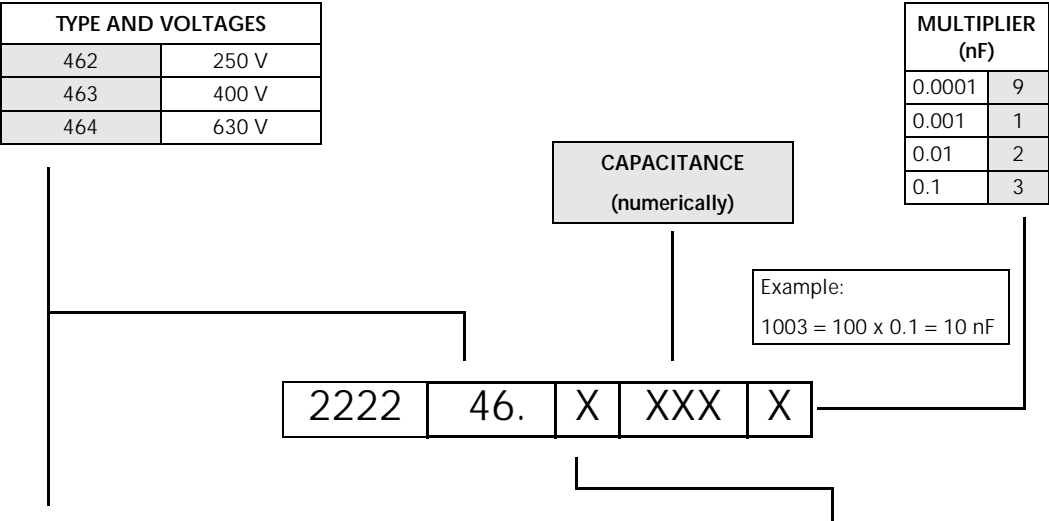 TYPE AND VOLTAGES
462 250 V
463 400 V
464 630 V
MULTIPLIER
(nF)
0.0001 9
0.001 1
0.01 2
0.1 3
CAPACITANCE
(numerically)
Example:
1003 = 100 x 0.1 = 10 nF
2222 46. X XXX X